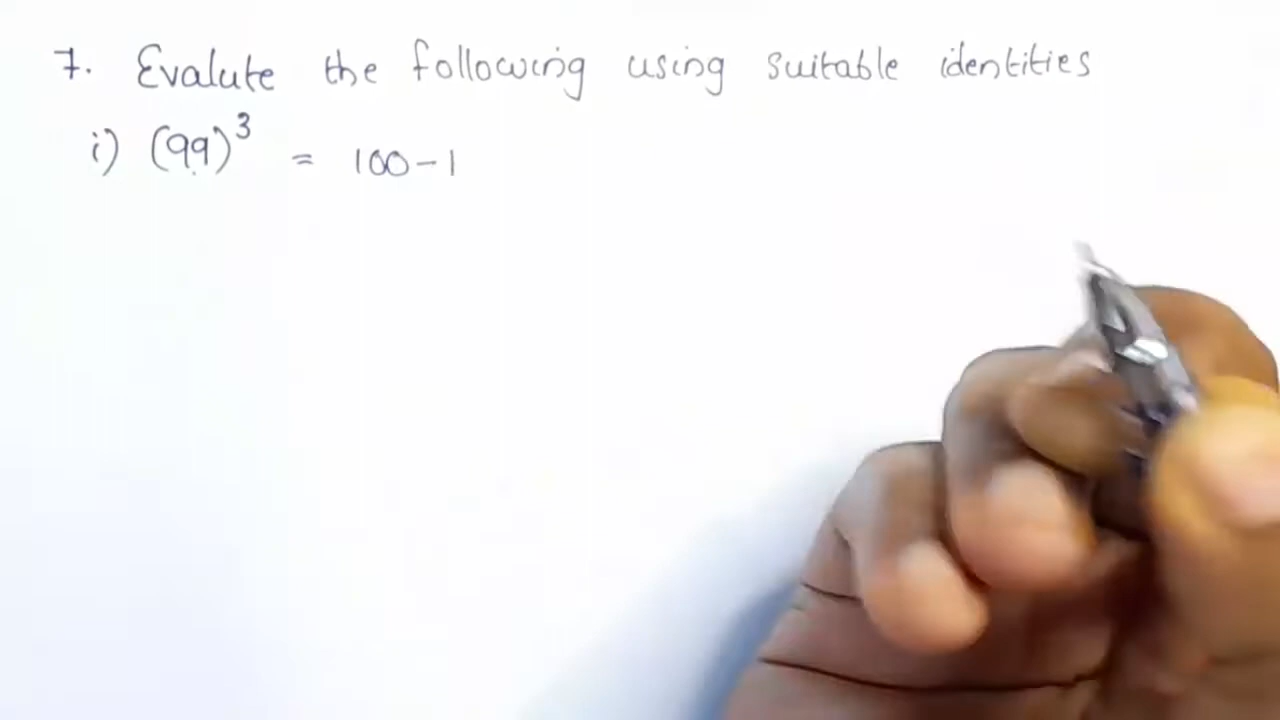 7. Evalute the following using suitable identities
i) (99)³ = 100-1